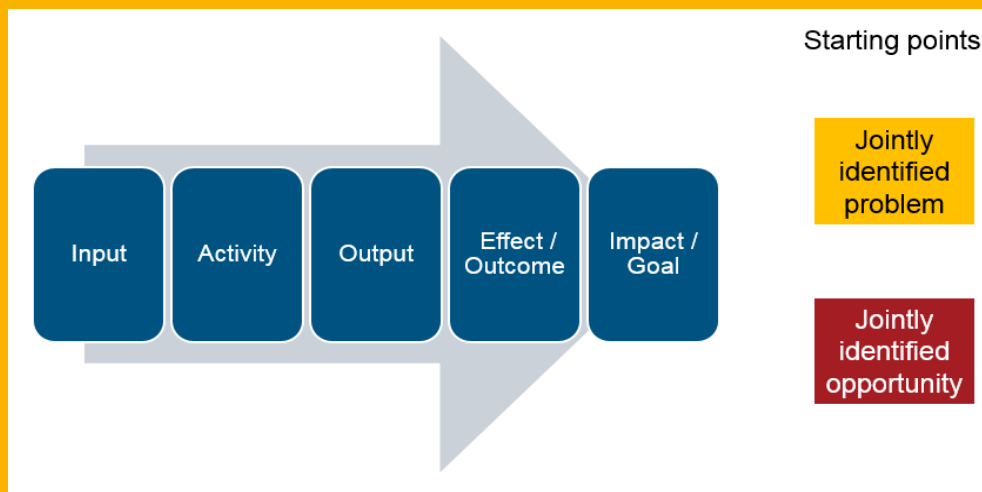 Starting points
Input
Activity
Output
Effect /
Outcome
Impact /
Goal
Jointly
identified
problem
Jointly
identified
opportunity